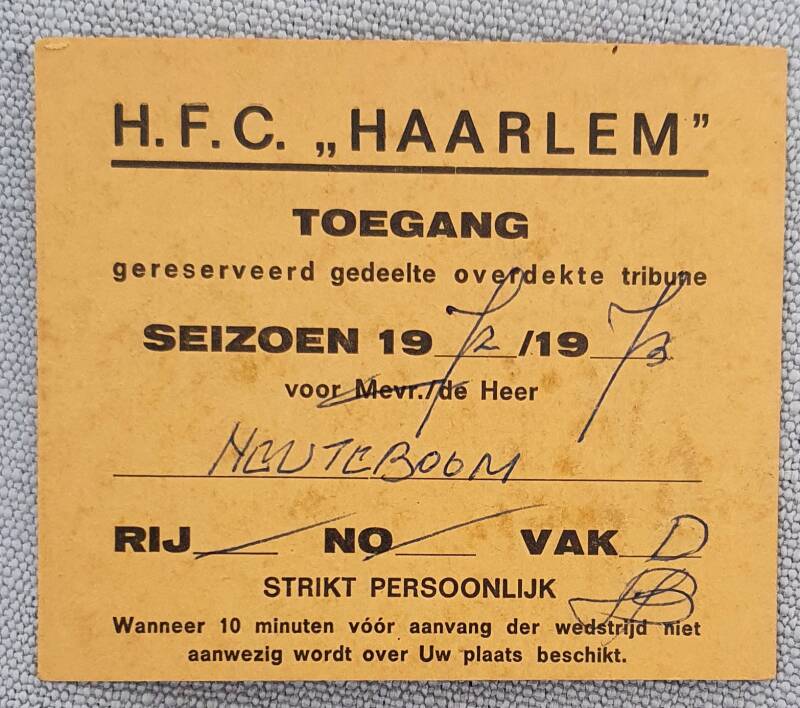 H.F.C. „HAARLEM”
TOEGANG
gereserveerd gedeelte overdekte tribune
SEIZOEN 1972/1973
voor Mevr./de Heer
HEUTEBOOM
RIJ NO VAK D
STRIKT PERSOONLIJK
Wanneer 10 minuten vóór aanvang der wedstrijd niet
aanwezig wordt over Uw plaats beschikt.